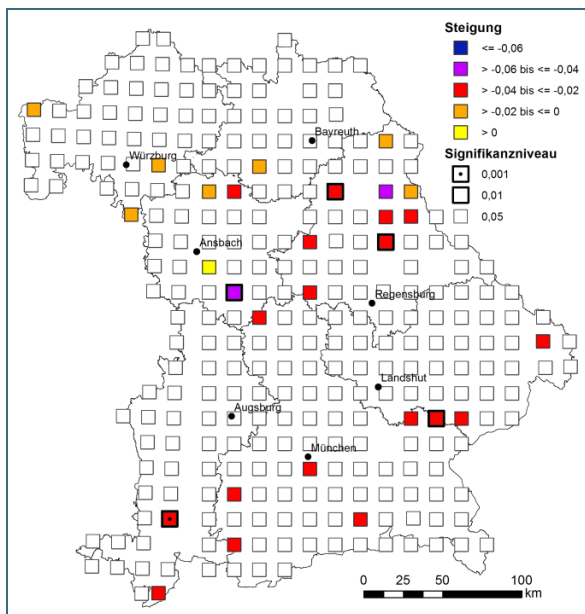 Steigung
<= -0,06
> -0,06 bis <= -0,04
> -0,04 bis <= -0,02
> -0,02 bis <= 0
> 0
Signifikanzniveau
0,001
0,01
0,05
Bayreuth
Würzburg
Ansbach
Regensburg
Landshut
Augsburg
München
0 25 50 100
km